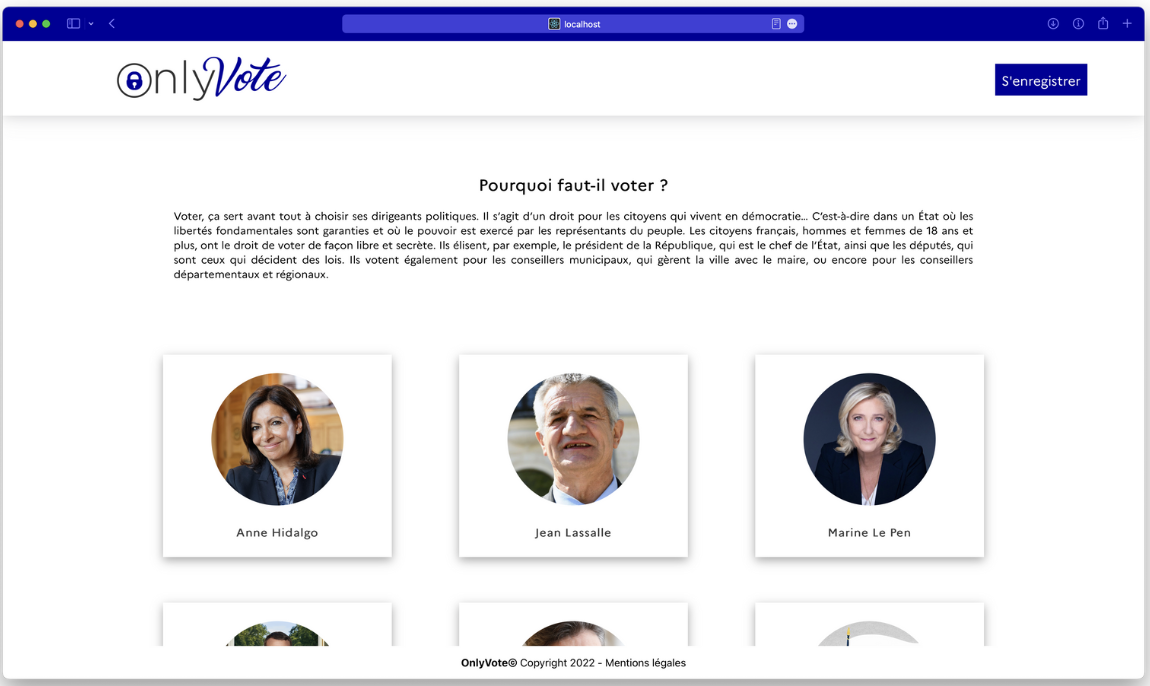 localhost
OnlyVote
S'enregistrer
Pourquoi faut-il voter ?
Voter, ça sert avant tout à choisir ses dirigeants politiques. Il s’agit d’un droit pour les citoyens qui vivent en démocratie... C’est-à-dire dans un État où les
libertés fondamentales sont garanties et où le pouvoir est exercé par les représentants du peuple. Les citoyens français, hommes et femmes de 18 ans et
plus, ont le droit de voter de façon libre et secrète. Ils élisent, par exemple, le président de la République, qui est le chef de l’État, ainsi que les députés, qui
sont ceux qui décident des lois. Ils votent également pour les conseillers municipaux, qui gèrent la ville avec le maire, ou encore pour les conseillers
départementaux et régionaux.
Anne Hidalgo
Jean Lassalle
Marine Le Pen
OnlyVote© Copyright 2022 - Mentions légales